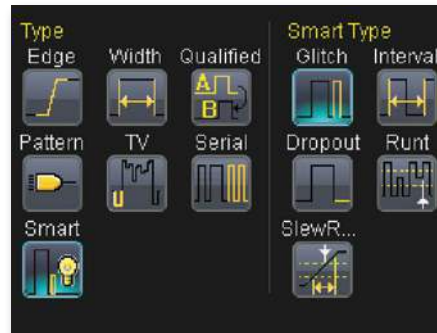 Type
Smart Type
Edge Width Qualified
Glitch Interval
A
B
Pattern TV Serial
Dropout Runt
U
Smart
SlewR...